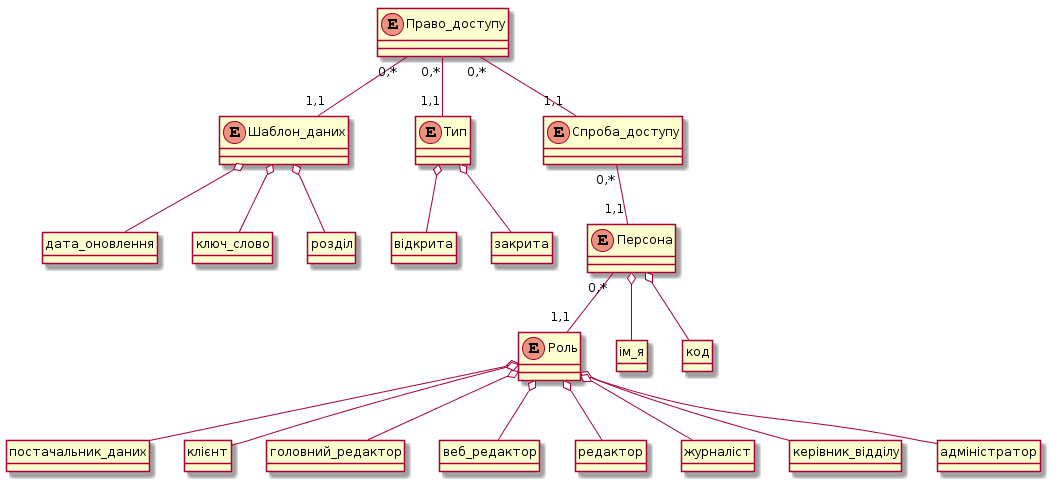 E Право_доступу
0,* 0,* 0,*
1,1 1,1 1,1
E Шаблон_даних E Тип E Спроба_доступу
0,*
1,1
дата_оновлення ключ_слово розділ відкрита закрита E Персона
0,*
1,1
E Роль ім_я код
постачальник_даних клієнт головний_редактор веб_редактор редактор журналіст керівник_відділу адміністратор